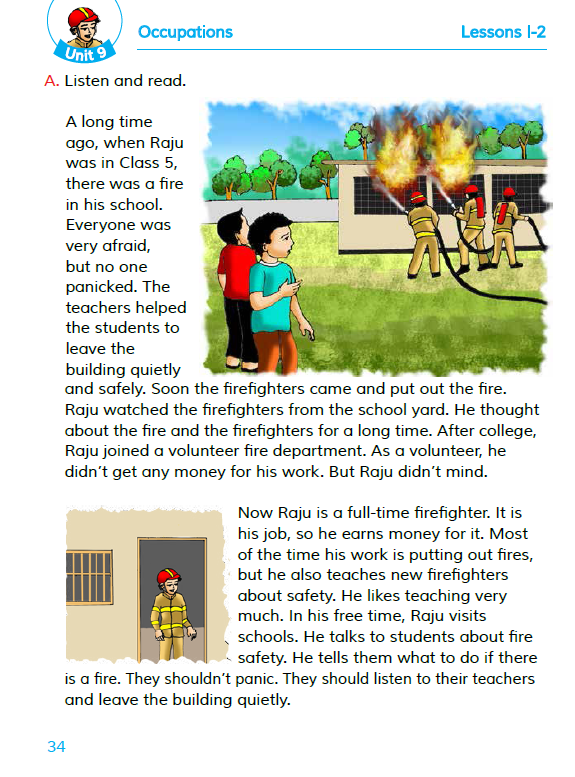 Unit 9
Occupations
Lessons 1-2
A. Listen and read.
A long time
ago, when Raju
was in Class 5,
there was a fire
in his school.
Everyone was
very afraid,
but no one
panicked. The
teachers helped
the students to
leave the
building quietly
and safely. Soon the firefighters came and put out the fire.
Raju watched the firefighters from the school yard. He thought
about the fire and the firefighters for a long time. After college,
Raju joined a volunteer fire department. As a volunteer, he
didn't get any money for his work. But Raju didn't mind.
Now Raju is a full-time firefighter. It is
his job, so he earns money for it. Most
of the time his work is putting out fires,
but he also teaches new firefighters
about safety. He likes teaching very
much. In his free time, Raju visits
schools. He talks to students about fire
safety. He tells them what to do if there
is a fire. They shouldn't panic. They should listen to their teachers
and leave the building quietly.
34